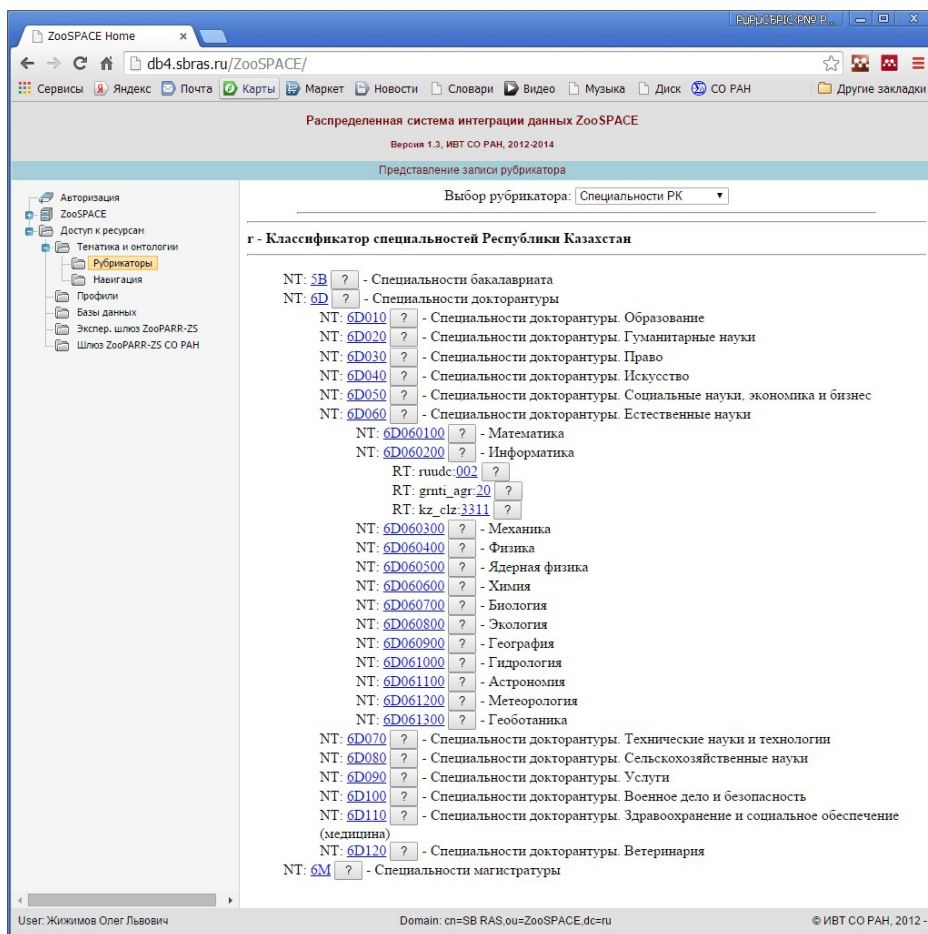 РµРµСЂРІС‹Р№ Р...
ZooSPACE Home
db4.sbras.ru/ZooSPACE/
Сервисы Яндекс Почта Карты Маркет Новости Словари Видео Музыка Диск СО РАН Другие закладки
Распределенная система интеграции данных ZooSPACE
Версия 1.3, ИВТ СО РАН, 2012-2014
Представление записи рубрикатора
Авторизация
ZooSPACE
Доступ к ресурсам
Тематика и онтологии
Рубрикаторы
Навигация
Профили
Базы данных
Экспер. шлюз ZooPARR-ZS
Шлюз ZooPARR-ZS СО РАН
Выбор рубрикатора: Специальности РК
r - Классификатор специальностей Республики Казахстан
NT: 5B ? - Специальности бакалавриата
NT: 6D ? - Специальности докторантуры
NT: 6D010 ? - Специальности докторантуры. Образование
NT: 6D020 ? - Специальности докторантуры. Гуманитарные науки
NT: 6D030 ? - Специальности докторантуры. Право
NT: 6D040 ? - Специальности докторантуры. Искусство
NT: 6D050 ? - Специальности докторантуры. Социальные науки, экономика и бизнес
NT: 6D060 ? - Специальности докторантуры. Естественные науки
NT: 6D060100 ? - Математика
NT: 6D060200 ? - Информатика
RT: ruudc:002 ?
RT: grnti_agr:20 ?
RT: kz_clz:3311 ?
NT: 6D060300 ? - Механика
NT: 6D060400 ? - Физика
NT: 6D060500 ? - Ядерная физика
NT: 6D060600 ? - Химия
NT: 6D060700 ? - Биология
NT: 6D060800 ? - Экология
NT: 6D060900 ? - География
NT: 6D061000 ? - Гидрология
NT: 6D061100 ? - Астрономия
NT: 6D061200 ? - Метеорология
NT: 6D061300 ? - Геоботаника
NT: 6D070 ? - Специальности докторантуры. Технические науки и технологии
NT: 6D080 ? - Специальности докторантуры. Сельскохозяйственные науки
NT: 6D090 ? - Специальности докторантуры. Услуги
NT: 6D100 ? - Специальности докторантуры. Военное дело и безопасность
NT: 6D110 ? - Специальности докторантуры. Здравоохранение и социальное обеспечение
(медицина)
NT: 6D120 ? - Специальности докторантуры. Ветеринария
NT: 6M ? - Специальности магистратуры
User: Жижимов Олег Львович Domain: cn=SB RAS,ou=ZooSPACE,dc=ru © ИВТ СО РАН, 2012 -